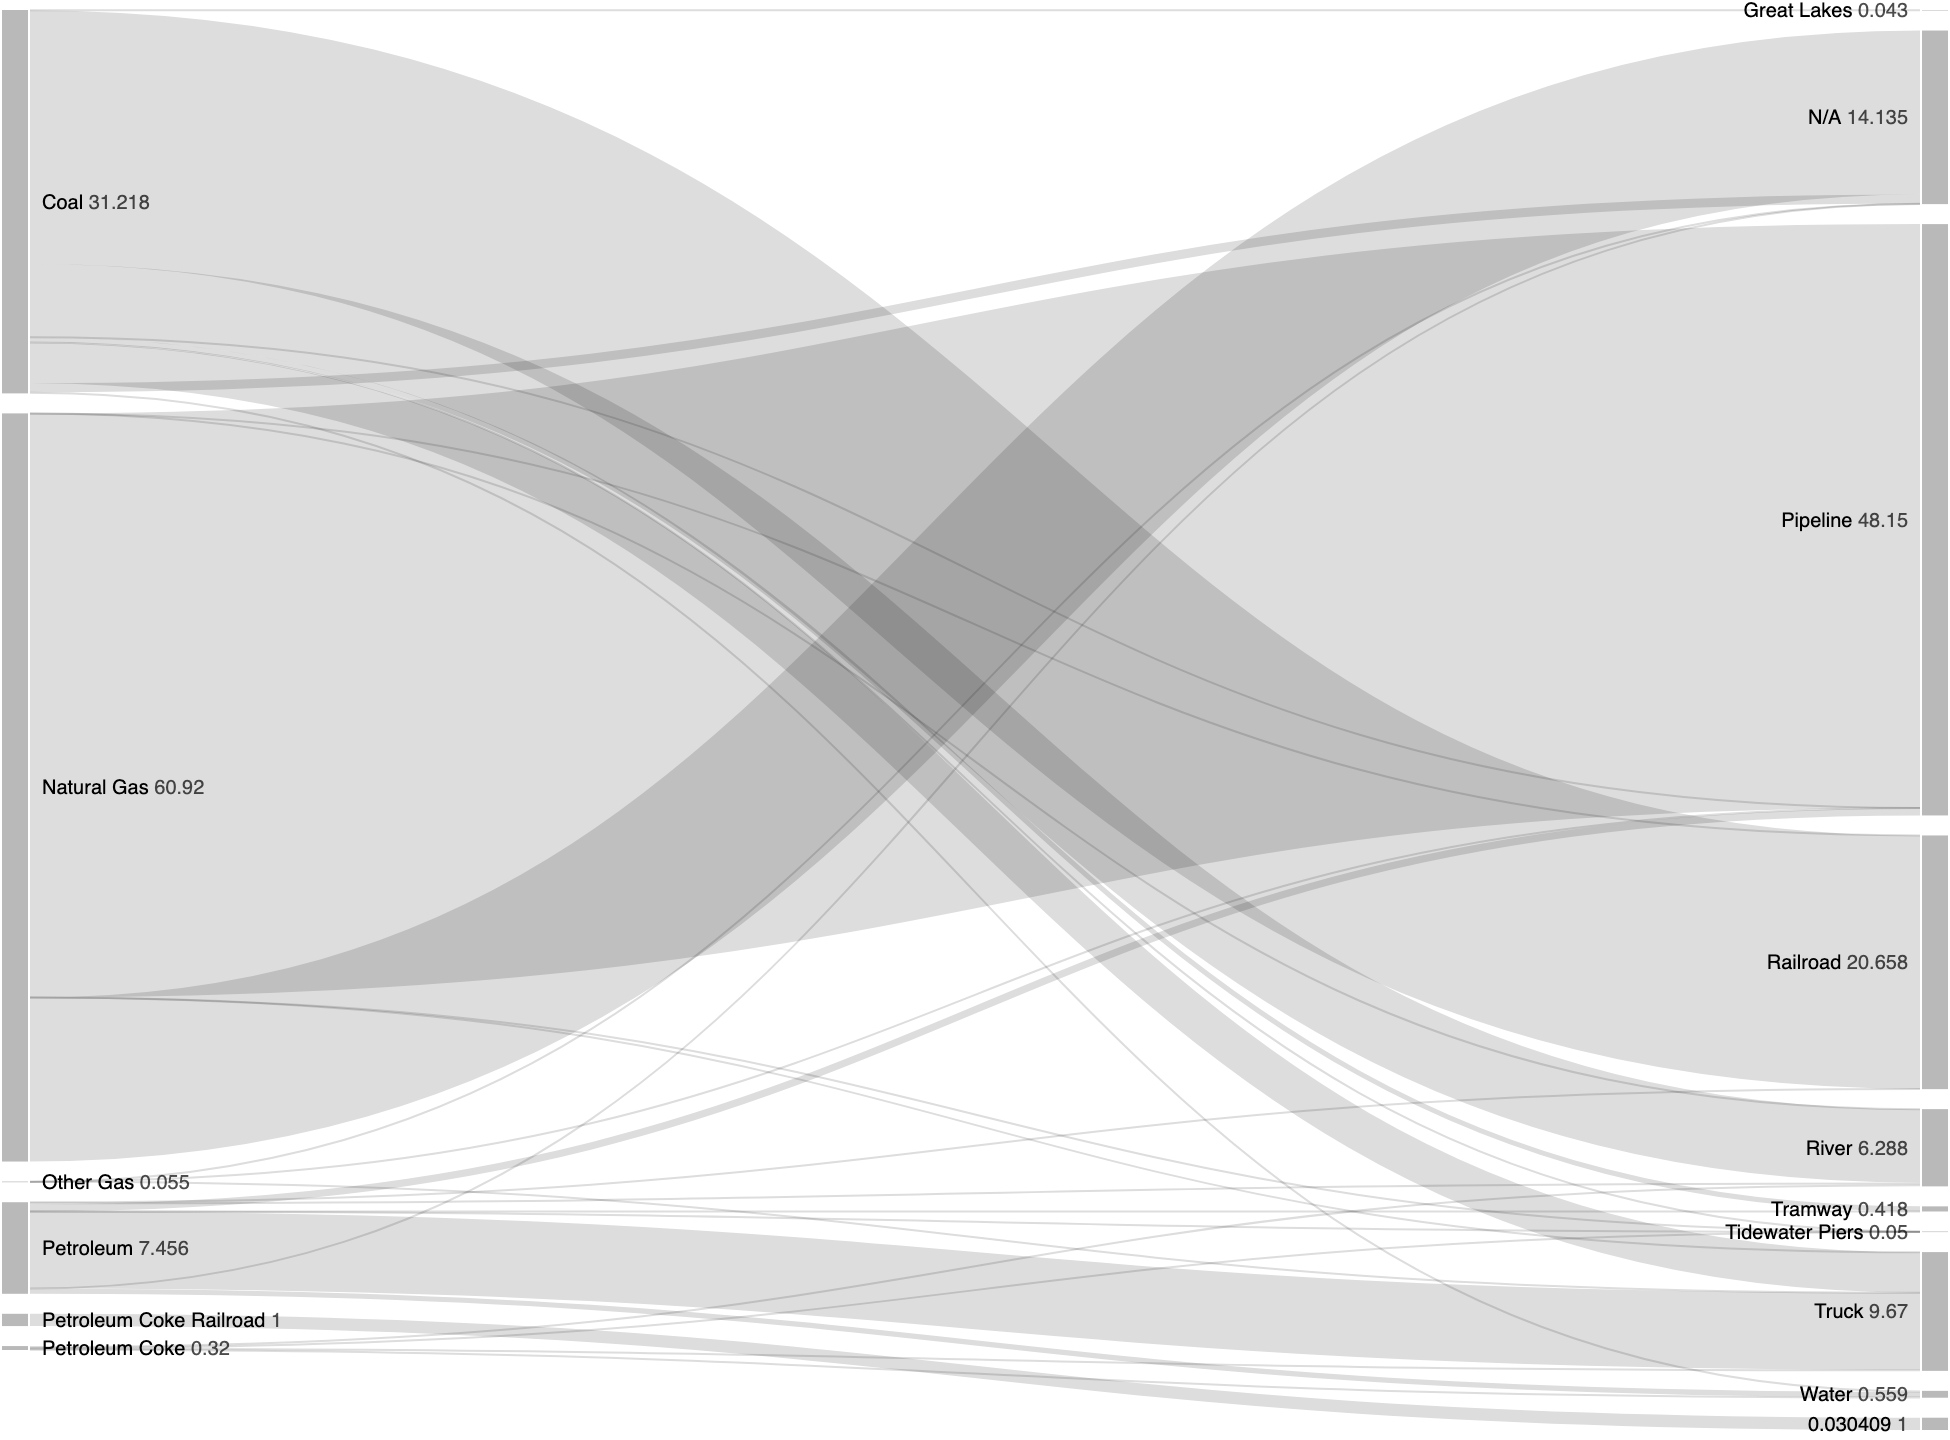 Great Lakes 0.043
N/A 14.135
Coal 31.218
Pipeline 48.15
Natural Gas 60.92
Railroad 20.658
River 6.288
Other Gas 0.055
Tramway 0.418
Tidewater Piers 0.05
Petroleum 7.456
Truck 9.67
Petroleum Coke Railroad 1
Petroleum Coke 0.32
Water 0.559
0.030409 1